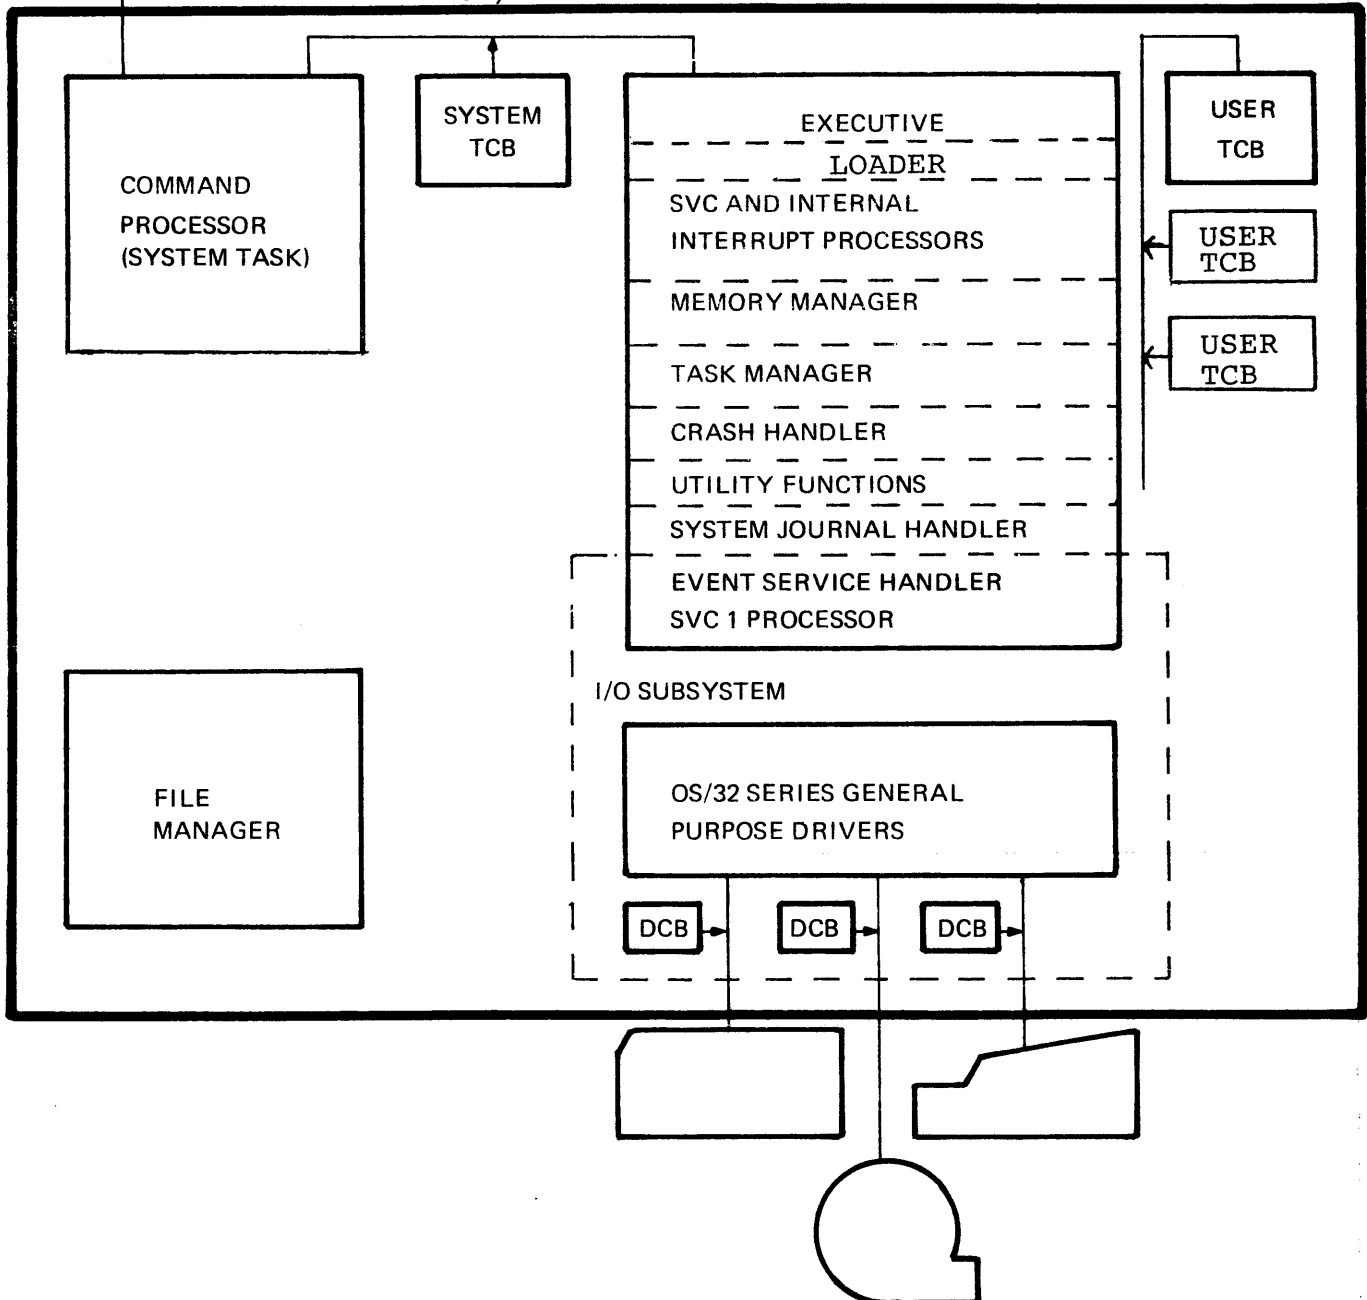 SYSTEM
TCB
EXECUTIVE
LOADER
SVC AND INTERNAL
INTERRUPT PROCESSORS
MEMORY MANAGER
TASK MANAGER
CRASH HANDLER
UTILITY FUNCTIONS
SYSTEM JOURNAL HANDLER
EVENT SERVICE HANDLER
SVC 1 PROCESSOR
USER
TCB
USER
TCB
USER
TCB
COMMAND
PROCESSOR
(SYSTEM TASK)
I/O SUBSYSTEM
FILE
MANAGER
OS/32 SERIES GENERAL
PURPOSE DRIVERS
DCB
DCB
DCB